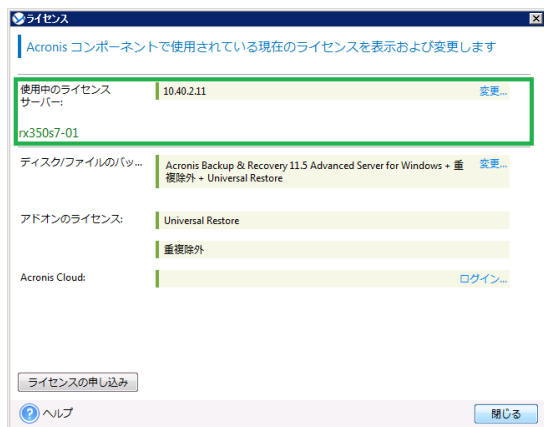 ライセンス
Acronis コンポーネントで使用されている現在のライセンスを表示および変更します
使用中のライセンス
サーバー:
10.40.2.11
変更...
rx350s7-01
ディスク/ファイルのバッ...
Acronis Backup & Recovery 11.5 Advanced Server for Windows + 重
複除外 + Universal Restore
変更...
アドオンのライセンス:
Universal Restore
重複除外
Acronis Cloud:
ログイン...
ライセンスの申し込み
ヘルプ
閉じる